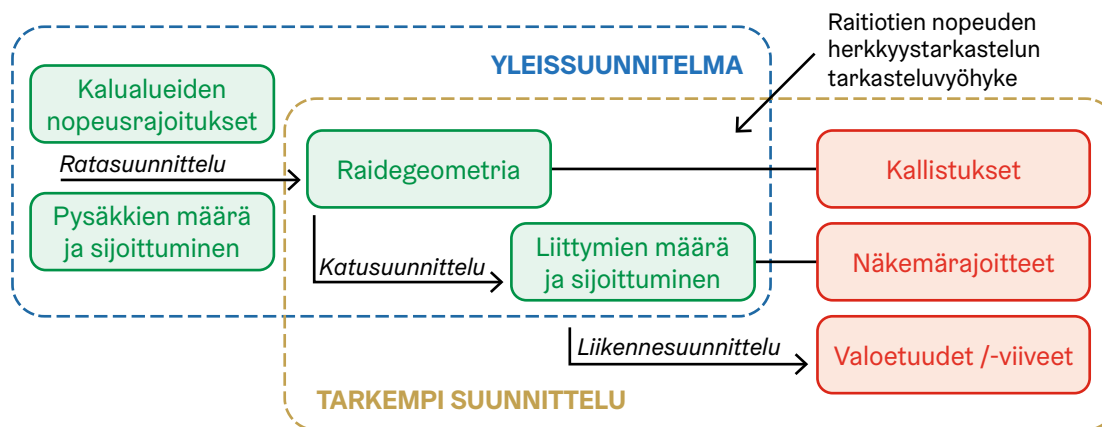 Raitiotien nopeuden
herkkyystarkastelun
tarkasteluvyöhyke
YLEISSUUNNITELMA
Kalualueiden
nopeusrajoitukset
Ratasuunnittelu
Pysäkkien määrä
ja sijoittuminen
Raidegeometria
Kallistukset
Katusuunnittelu
Liittymien määrä
ja sijoittuminen
Näkemärajoitteet
Liikennesuunnittelu
Valoetuudet /-viiveet
TARKEMPI SUUNNITTELU